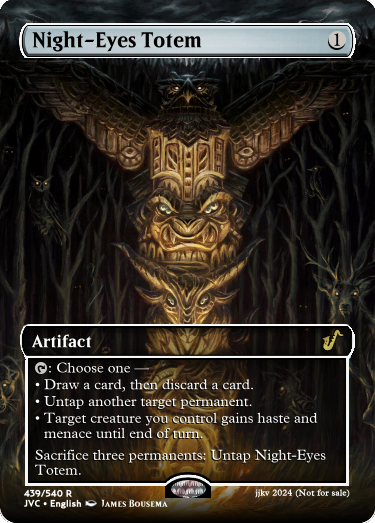 Night-Eyes Totem 1
Artifact
: Choose one —
• Draw a card, then discard a card.
• Untap another target permanent.
• Target creature you control gains haste and
menace until end of turn.
Sacrifice three permanents: Untap Night-Eyes
Totem.
439/540 R
JVC • English James Bousema
jjkv 2024 (Not for sale)